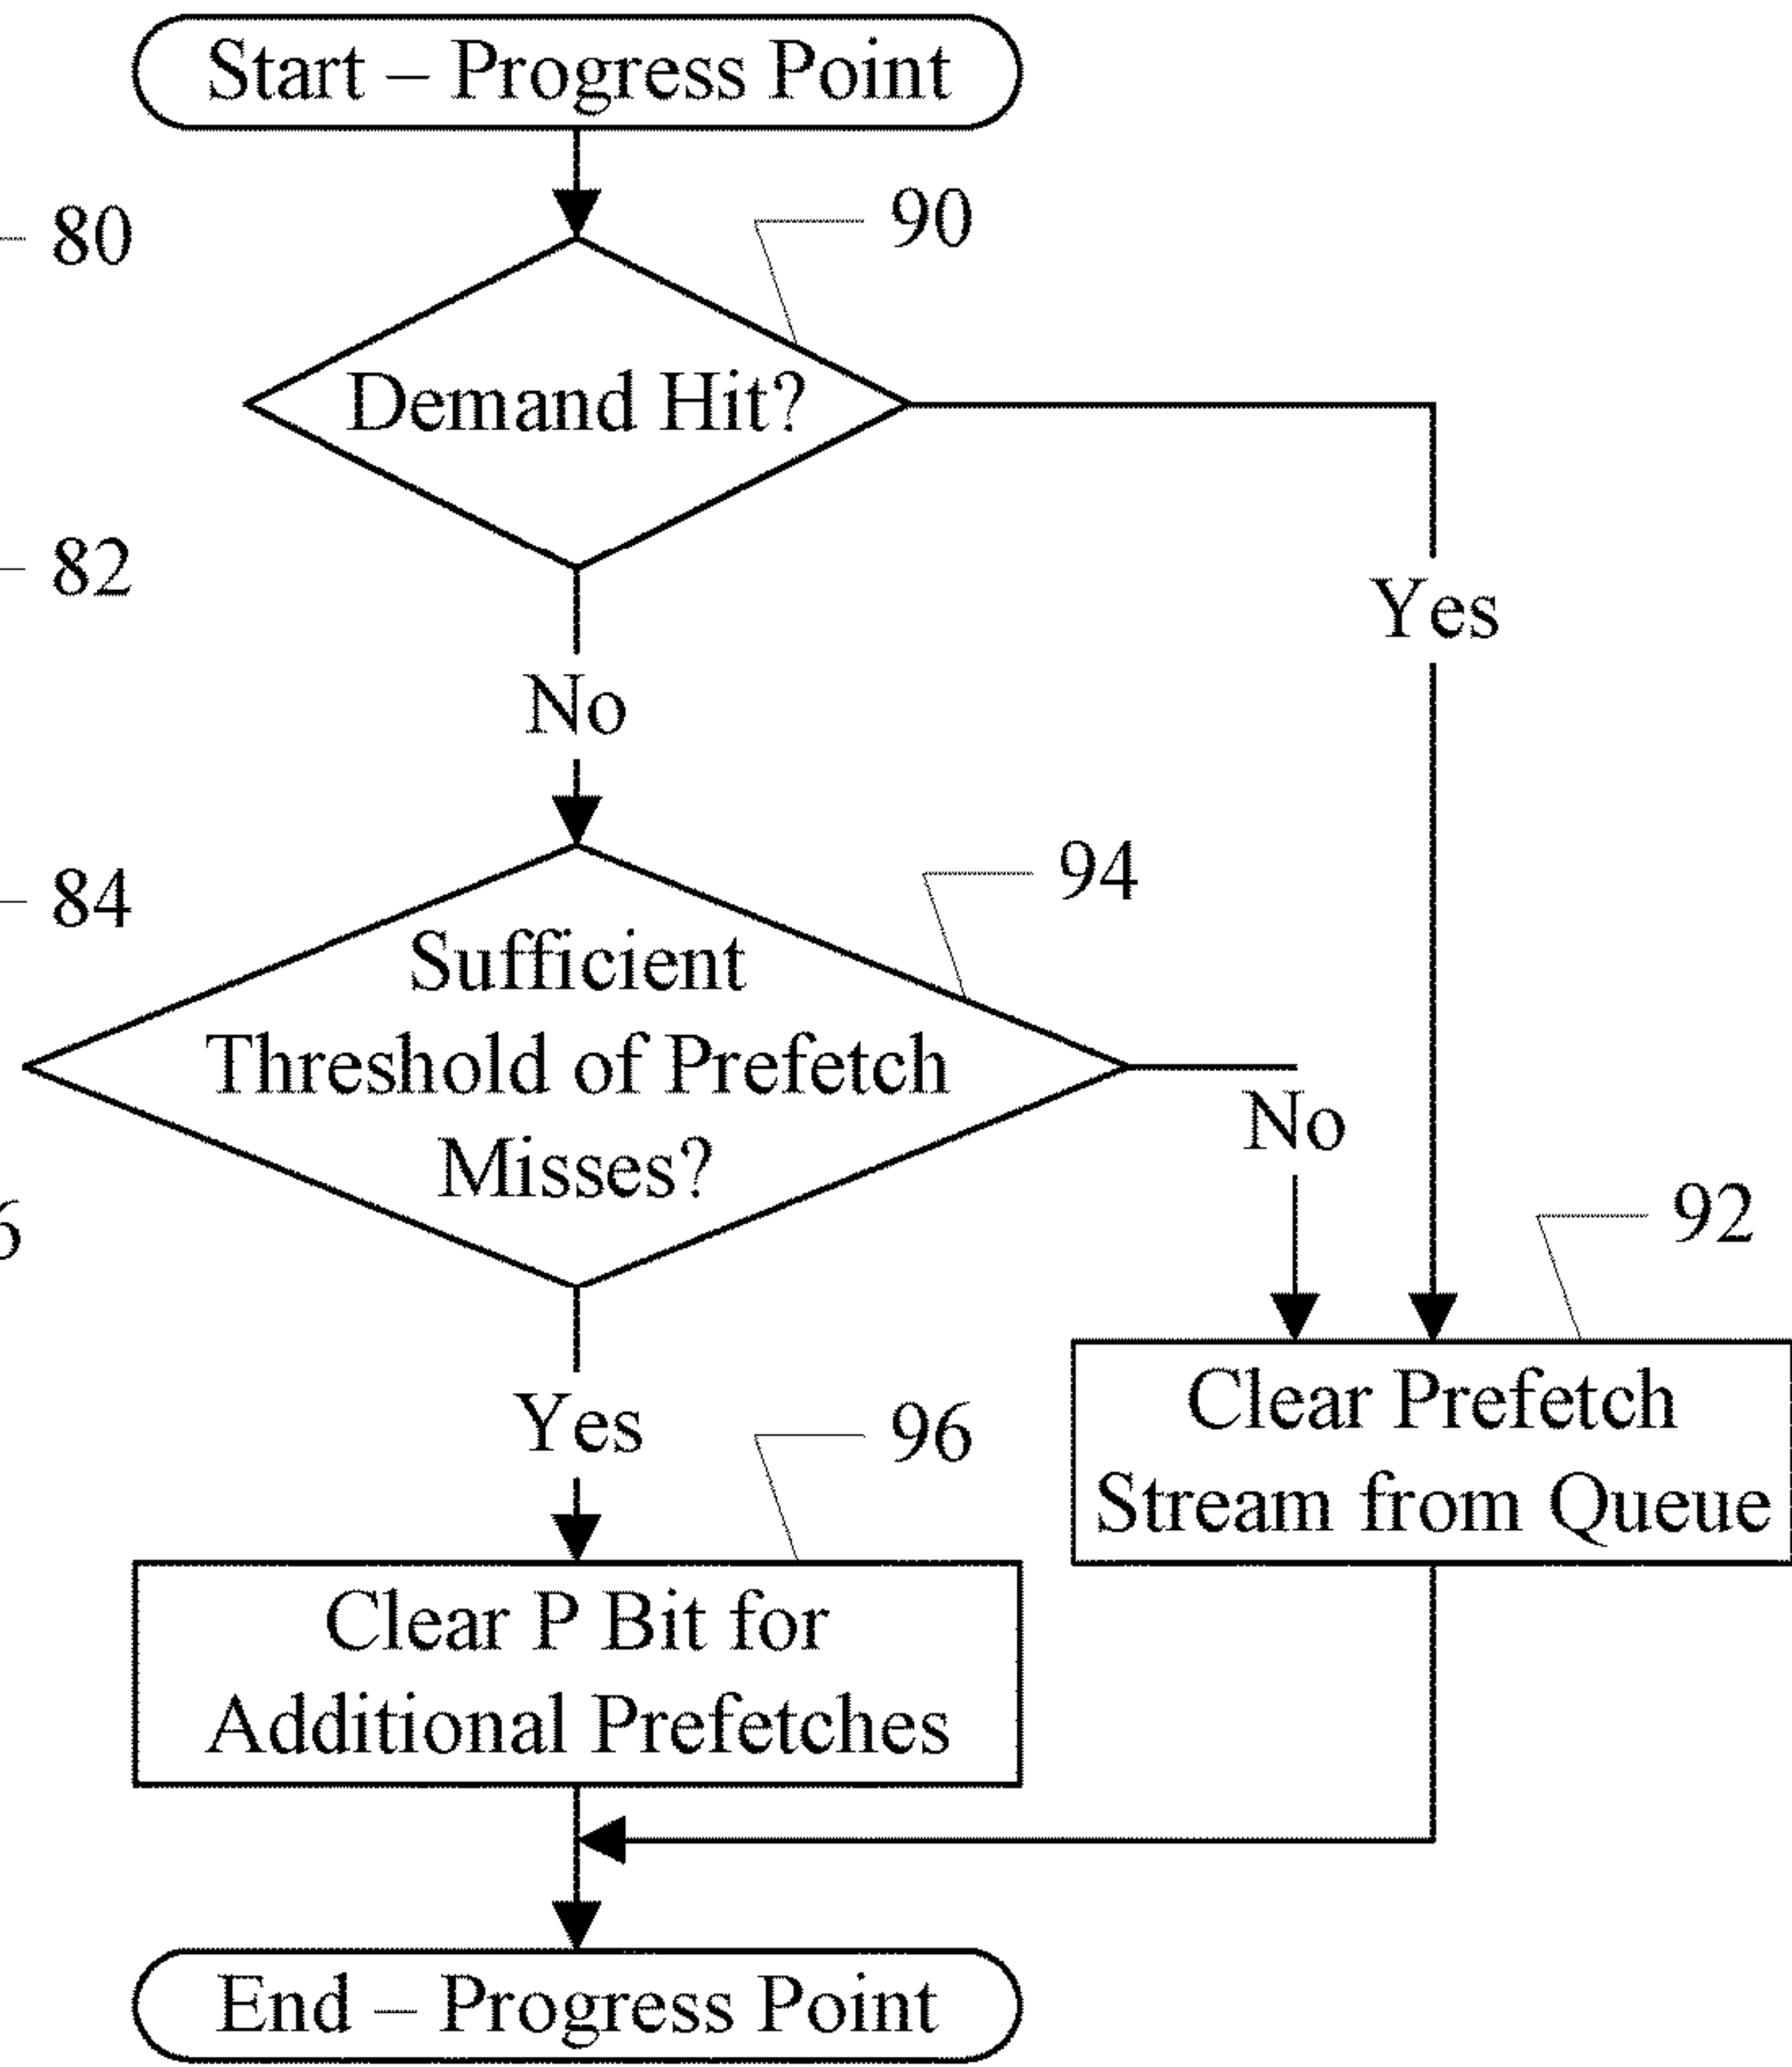 Start – Progress Point
80
90
Demand Hit?
82
Yes
No
84
94
Sufficient
Threshold of Prefetch
Misses?
No
92
6
Yes
96
Clear Prefetch
Stream from Queue
Clear P Bit for
Additional Prefetches
End – Progress Point